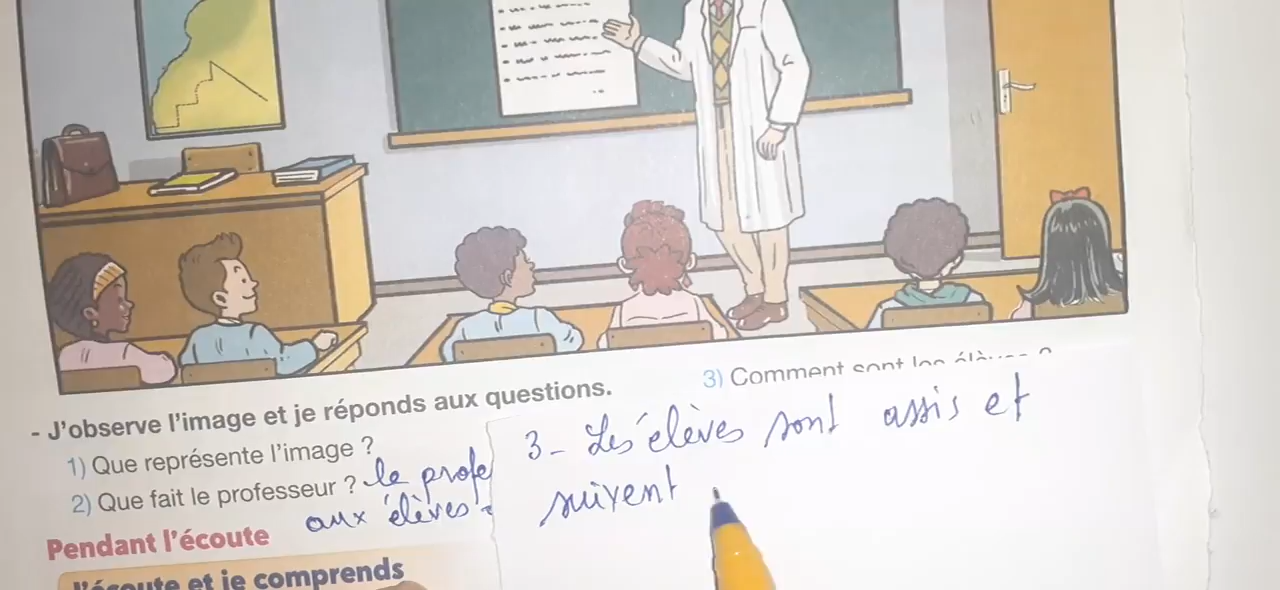 - J'observe l'image et je réponds aux questions.
1) Que représente l'image ?
2) Que fait le professeur ? le profe
aux élèves
3) Comment sont les élèves ?
3- Les élèves sont assis et
suivent
Pendant l'écoute
J'écoute et je comprends